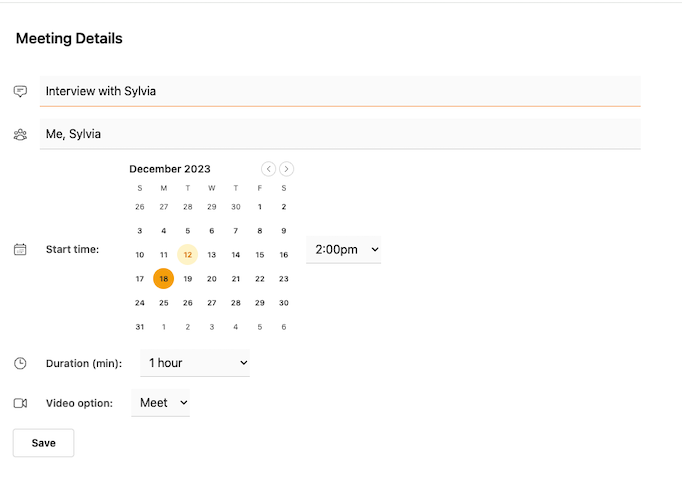 Meeting Details
Interview with Sylvia
Me, Sylvia
December 2023
S M T W T F S
26 27 28 29 30 1 2
3 4 5 6 7 8 9
10 11 12 13 14 15 16
Start time:
2:00pm
17 18 19 20 21 22 23
24 25 26 27 28 29 30
31 1 2 3 4 5 6
Duration (min): 1 hour
Video option: Meet
Save